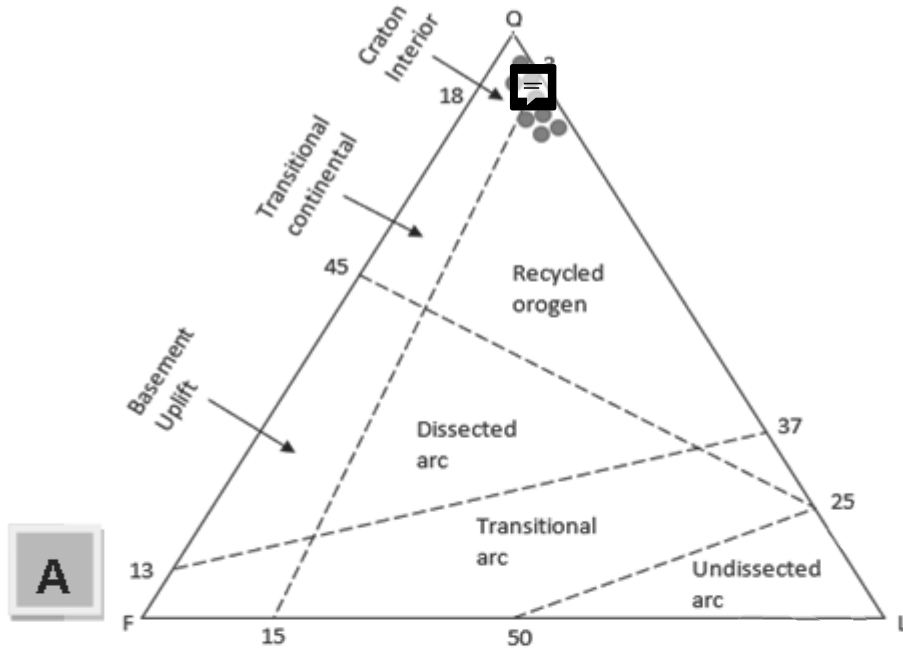 Q
Craton
Interior
3
18
Transitional
continental
45
Recycled
orogen
Basement
Uplift
Dissected
arc
37
25
Transitional
arc
Undissected
arc
13
A
F
15
50
L